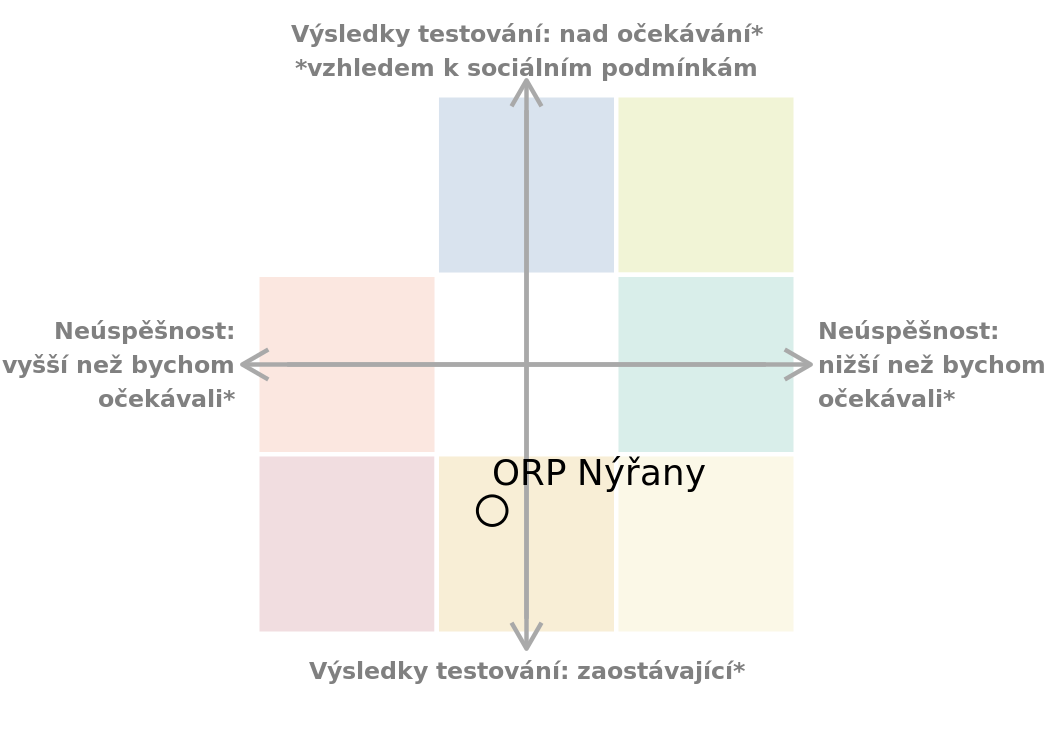 Výsledky testování: nad očekávání*
*vzhledem k sociálním podmínkám
Neúspěšnost:
vyšší než bychom
očekávali*
Neúspěšnost:
nižší než bychom
očekávali*
ORP Nýřany
Výsledky testování: zaostávající*